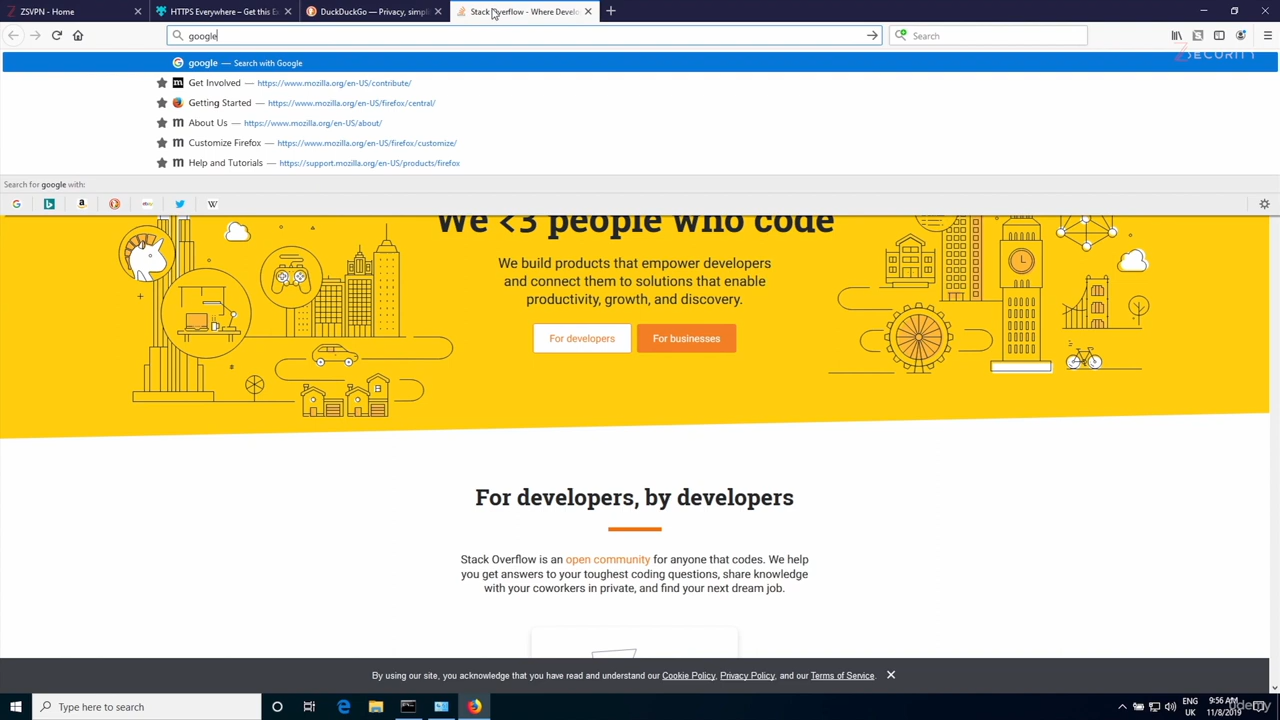 ZSVPN - Home
HTTPS Everywhere – Get this Ex
DuckDuckGo — Privacy, simpli
Stack Overflow - Where Develo
google
Search
ZSECURITY
google — Search with Google
Get Involved — https://www.mozilla.org/en-US/contribute/
Getting Started — https://www.mozilla.org/en-US/firefox/central/
About Us — https://www.mozilla.org/en-US/about/
Customize Firefox — https://www.mozilla.org/en-US/firefox/customize/
Help and Tutorials — https://support.mozilla.org/en-US/products/firefox
Search for google with:
We <3 people who code
We build products that empower developers
and connect them to solutions that enable
productivity, growth, and discovery.
For developers
For businesses
For developers, by developers
Stack Overflow is an open community for anyone that codes. We help
you get answers to your toughest coding questions, share knowledge
with your coworkers in private, and find your next dream job.
By using our site, you acknowledge that you have read and understand our Cookie Policy, Privacy Policy, and our Terms of Service.
Type here to search
ENG
UK
9:56 AM
11/8/2019
Udemy